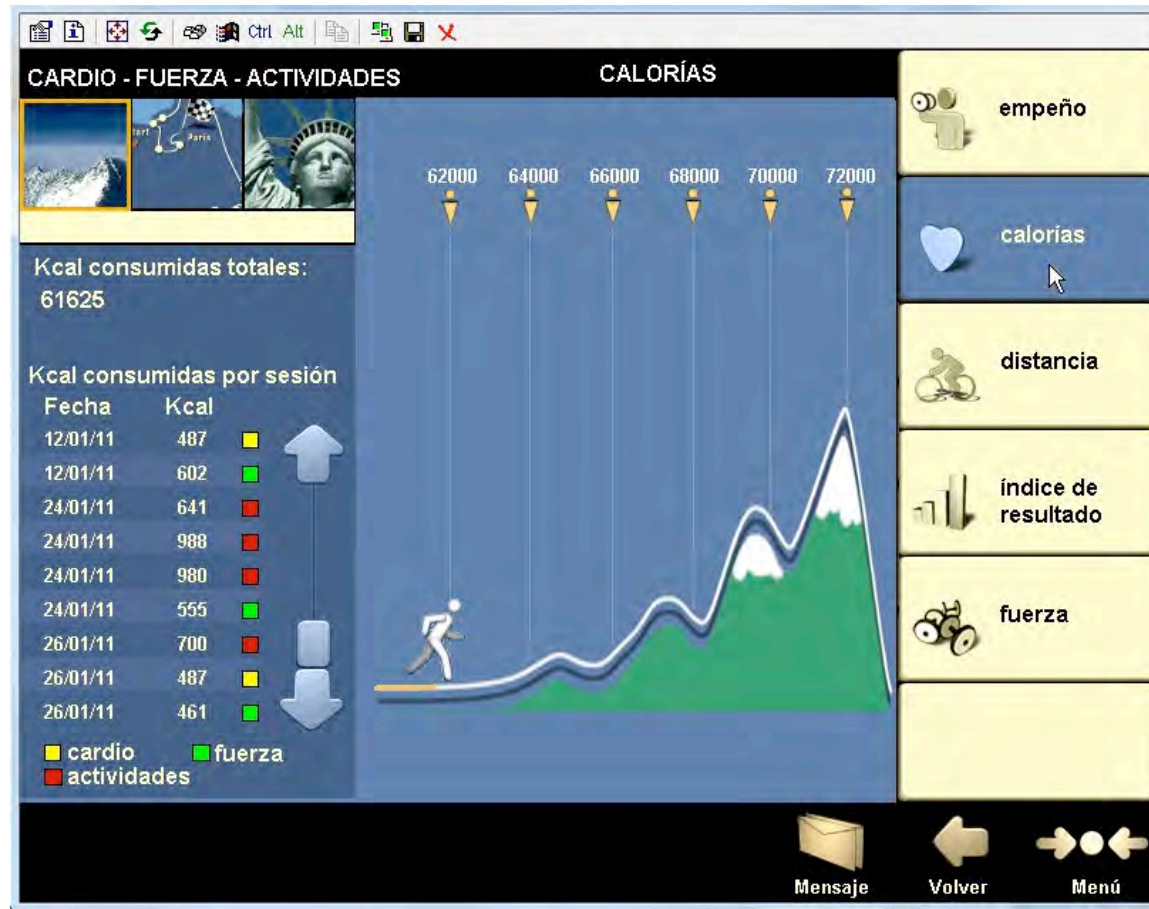 Ctrl Alt
CARDIO - FUERZA - ACTIVIDADES
CALORÍAS
Paris
Kcal consumidas totales:
61625
Kcal consumidas por sesión
Fecha Kcal
12/01/11 487
12/01/11 602
24/01/11 641
24/01/11 988
24/01/11 980
24/01/11 555
26/01/11 700
26/01/11 487
26/01/11 461
cardio fuerza
actividades
62000 64000 66000 68000 70000 72000
empeño
calorías
distancia
índice de
resultado
fuerza
Mensaje Volver Menú